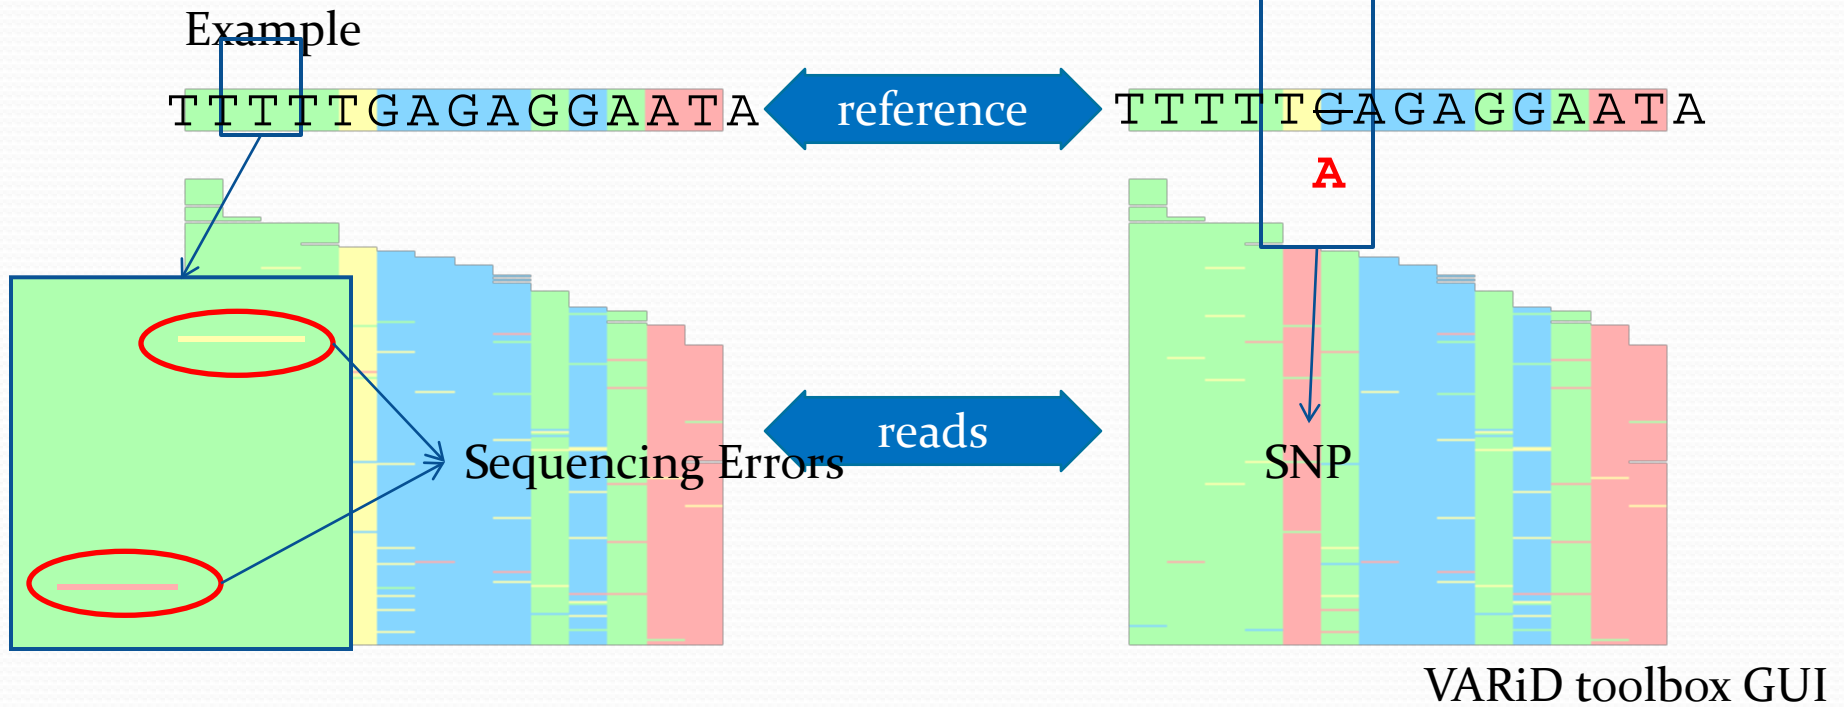 Example
TTTTTGAGAGGAATA
reference
TTTTTGAGAGGAATA
A
reads
Sequencing Errors
SNP
VARiD toolbox GUI